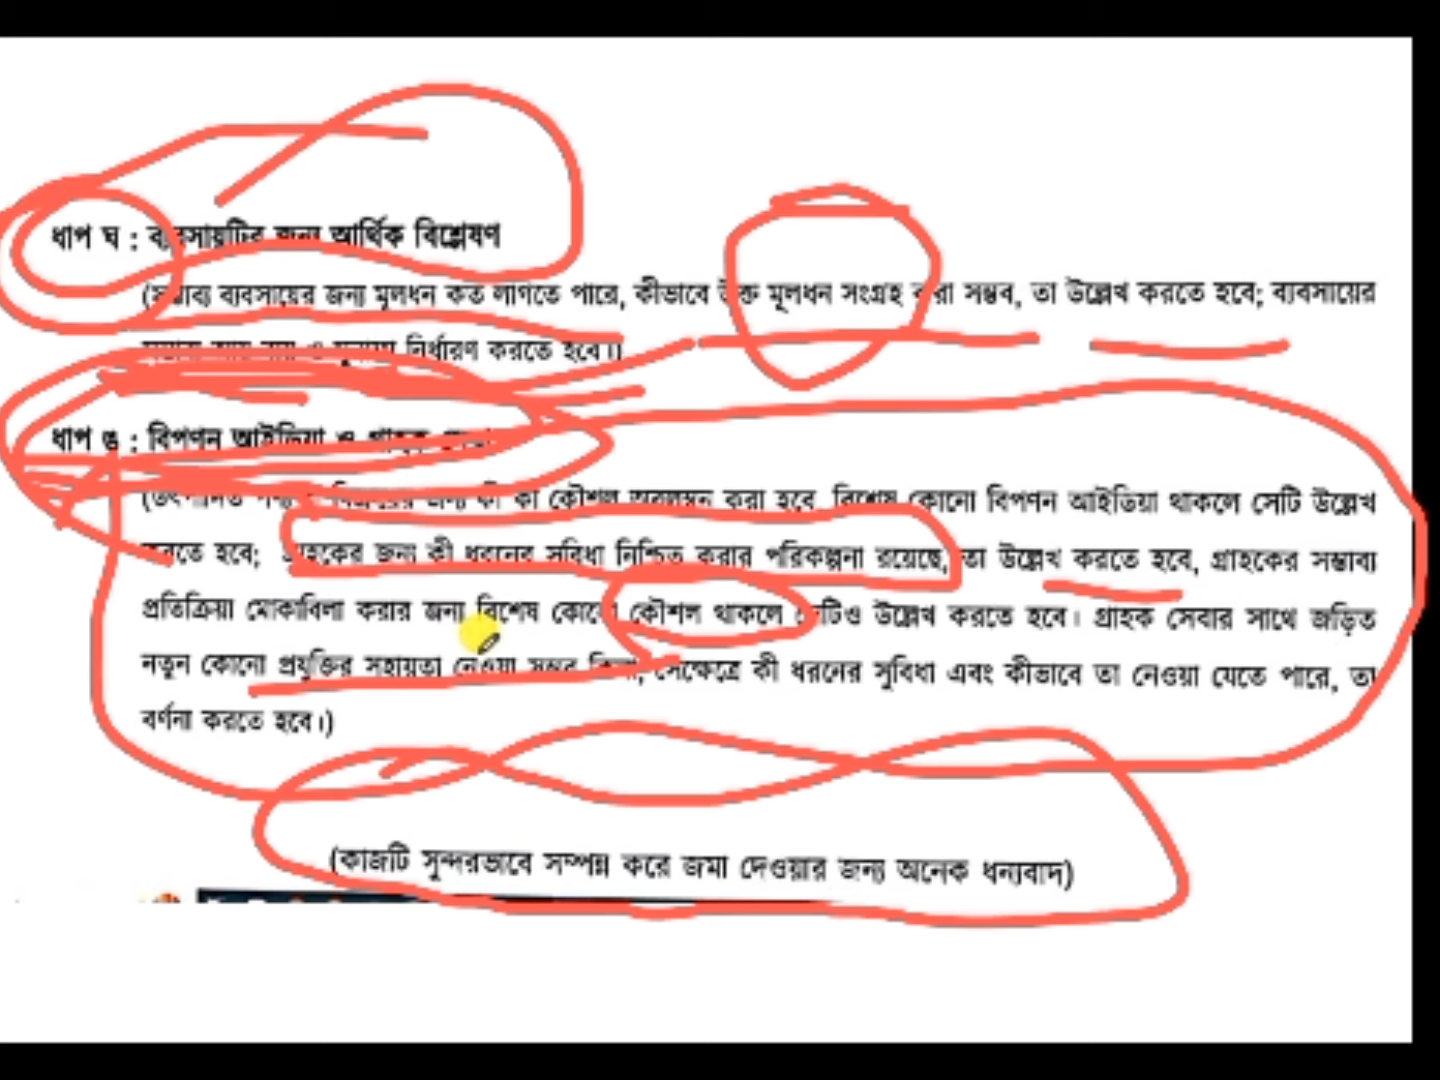 ধাপ ঘ : ব্যবসায়টির জন্য আর্থিক বিশ্লেষণ
(সম্ভাব্য ব্যবসায়ের জন্য মূলধন কত লাগতে পারে, কীভাবে উক্ত মূলধন সংগ্রহ করা সম্ভব, তা উল্লেখ করতে হবে; ব্যবসায়ের
নির্ধারণ করতে হবে।)
ধাপ ঙ : বিপণন আইডিয়া ও গ্রাহক
কী কী কৌশল অবলম্বন করা হবে, বিশেষ কোনো বিপণন আইডিয়া থাকলে সেটি উল্লেখ
করতে হবে; গ্রাহকের জন্য কী ধরনের সুবিধা নিশ্চিত করার পরিকল্পনা রয়েছে, তা উল্লেখ করতে হবে, গ্রাহকের সম্ভাব্য
প্রতিক্রিয়া মোকাবিলা করার জন্য বিশেষ কোনো কৌশল থাকলে সেটিও উল্লেখ করতে হবে। গ্রাহক সেবার সাথে জড়িত
নতুন কোনো প্রযুক্তির সহায়তা নেওয়া সম্ভব কিনা, সেক্ষেত্রে কী ধরনের সুবিধা এবং কীভাবে তা নেওয়া যেতে পারে, তা
বর্ণনা করতে হবে।)
(কাজটি সুন্দরভাবে সম্পন্ন করে জমা দেওয়ার জন্য অনেক ধন্যবাদ)